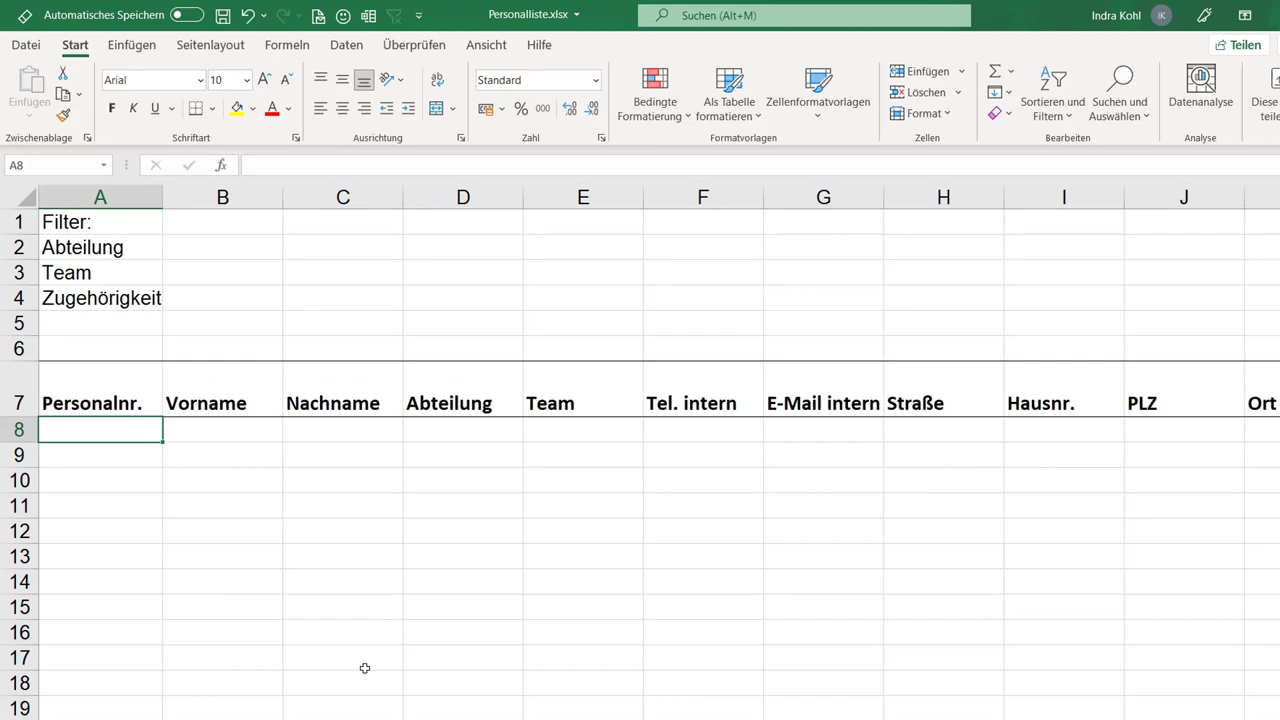 Automatisches Speichern Personalliste.xlsx Suchen (Alt+M) Indra Kohl IK
Datei Start Einfügen Seitenlayout Formeln Daten Überprüfen Ansicht Hilfe Teilen
Einfügen Arial 10 Standard Bedingte Formatierung Als Tabelle formatieren Zellenformatvorlagen Einfügen Löschen Format Sortieren und Filtern Suchen und Auswählen Datenanalyse Diese
F K U % 000
Zwischenablage Schriftart Ausrichtung Zahl Formatvorlagen Zellen Bearbeiten Analyse
A8 fx
A B C D E F G H I J
1 Filter:
2 Abteilung
3 Team
4 Zugehörigkeit
5
6
7 Personalnr. Vorname Nachname Abteilung Team Tel. intern E-Mail intern Straße Hausnr. PLZ Ort
8
9
10
11
12
13
14
15
16
17
18
19